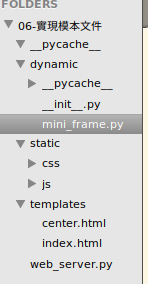 FOLDERS
06-實現模本文件
__pycache__
dynamic
__pycache__
__init__.py
mini_frame.py
static
css
js
templates
center.html
index.html
web_server.py